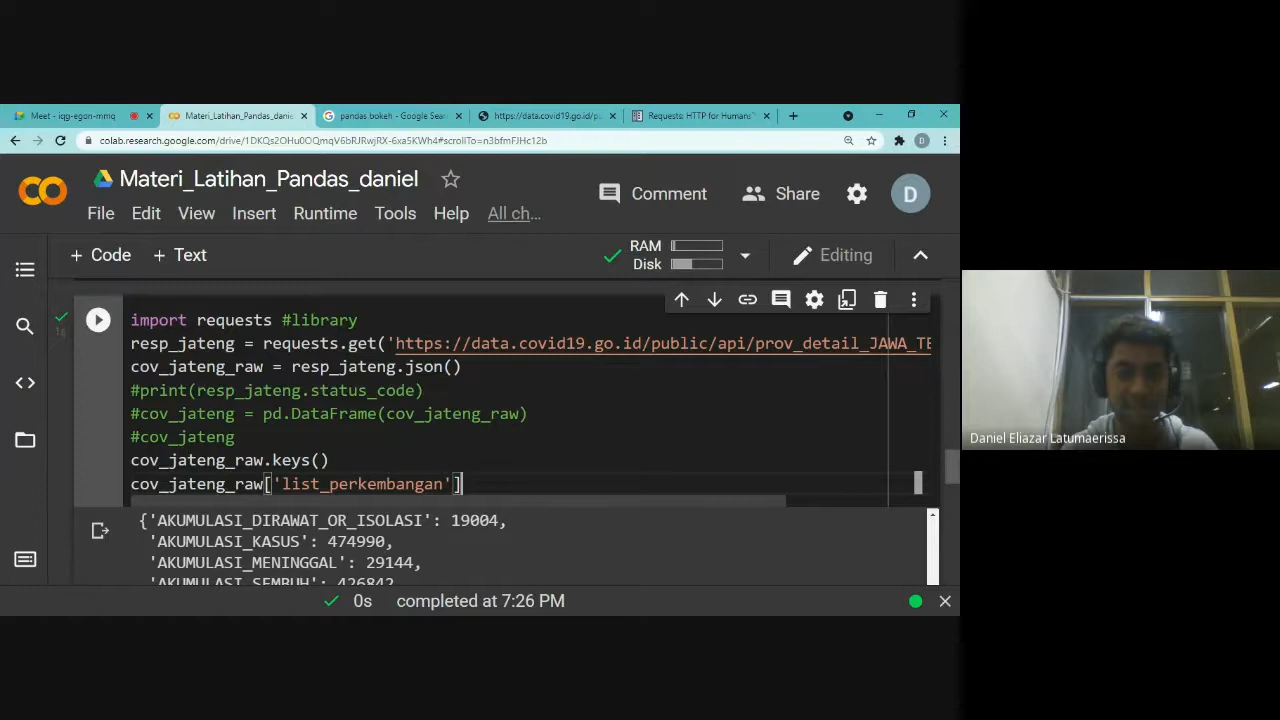 Meet - iqg-egon-mmq
Materi_Latihan_Pandas_danie
pandas bokeh - Google Sear
https://data.covid19.go.id/pu
Requests: HTTP for Humans
colab.research.google.com/drive/1DKQs2OHu0OQmqV6bRJRwjRX-6xa5KWh4#scrollTo=n3bfmFJHc12b
D
CO
Materi_Latihan_Pandas_daniel
Comment
Share
D
File Edit View Insert Runtime Tools Help All ch...
+ Code + Text
RAM
Disk
Editing
1s
import requests #library
resp_jateng = requests.get('https://data.covid19.go.id/public/api/prov_detail_JAWA_TE
cov_jateng_raw = resp_jateng.json()
#print(resp_jateng.status_code)
#cov_jateng = pd.DataFrame(cov_jateng_raw)
#cov_jateng
cov_jateng_raw.keys()
cov_jateng_raw['list_perkembangan']
{'AKUMULASI_DIRAWAT_OR_ISOLASI': 19004,
'AKUMULASI_KASUS': 474990,
'AKUMULASI_MENINGGAL': 29144,
'AKUMULASI_SEMBUH': 426842,
0s completed at 7:26 PM
Daniel Eliazar Latumaerissa